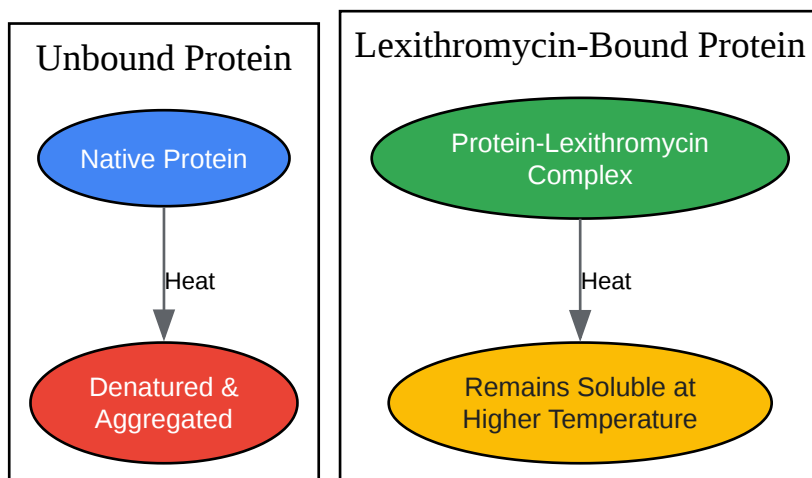 Unbound Protein
Native Protein
Heat
Denatured &
Aggregated
Lexithromycin-Bound Protein
Protein-Lexithromycin
Complex
Heat
Remains Soluble at
Higher Temperature